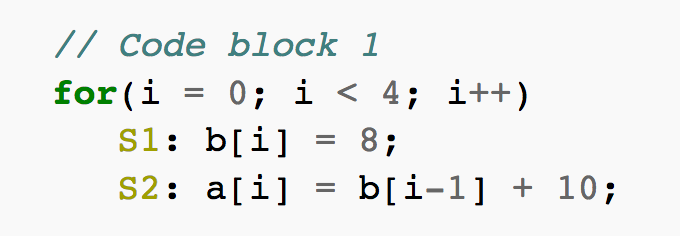 // Code block 1
for(i = 0; i < 4; i++)
S1: b[i] = 8;
S2: a[i] = b[i-1] + 10;